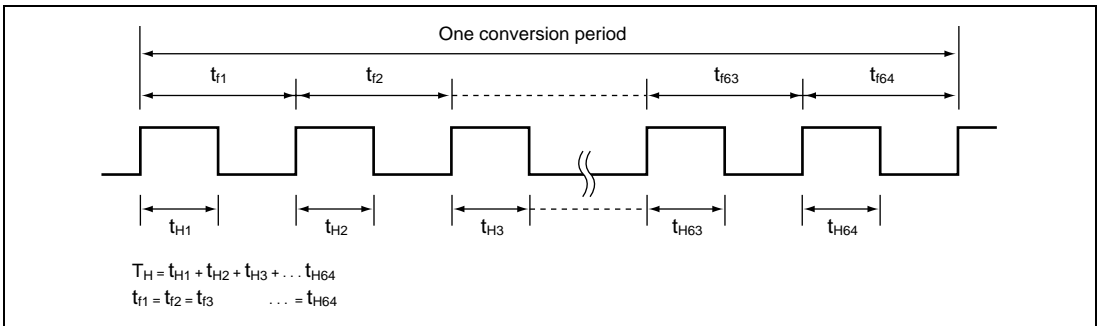 One conversion period
tf1 tf2 tf63 tf64
tH1 tH2 tH3 tH63 tH64
TH = tH1 + tH2 + tH3 + . . . tH64
tf1 = tf2 = tf3 . . . = tH64